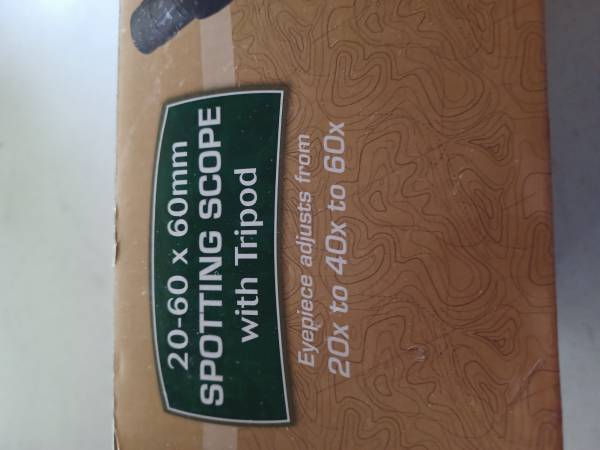 20-60 x 60mm
SPOTTING SCOPE
with Tripod
Eyepiece adjusts from
20x to 40x to 60x